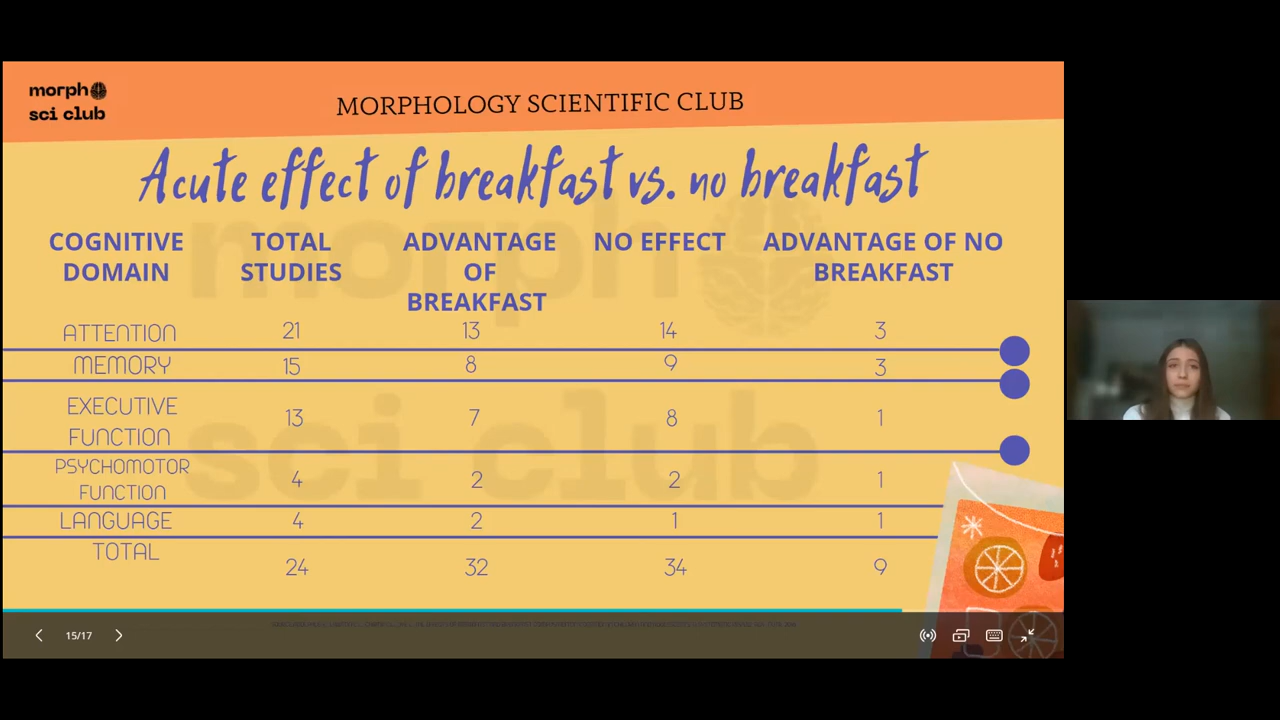 morph
sci club
MORPHOLOGY SCIENTIFIC CLUB
Acute effect of breakfast vs. no breakfast
COGNITIVE DOMAIN TOTAL STUDIES ADVANTAGE OF BREAKFAST NO EFFECT ADVANTAGE OF NO BREAKFAST
ATTENTION 21 13 14 3
MEMORY 15 8 9 3
EXECUTIVE FUNCTION 13 7 8 1
PSYCHOMOTOR FUNCTION 4 2 2 1
LANGUAGE 4 2 1 1
TOTAL 24 32 34 9
morph
sci club
15/17